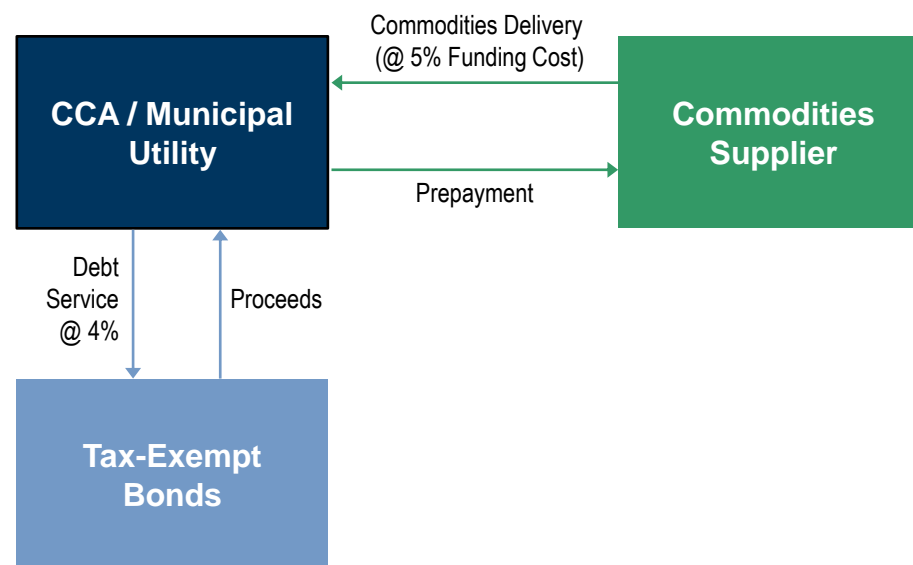 Commodities Delivery
(@ 5% Funding Cost)
CCA / Municipal
Utility
Commodities
Supplier
Prepayment
Debt
Service
@ 4%
Proceeds
Tax-Exempt
Bonds